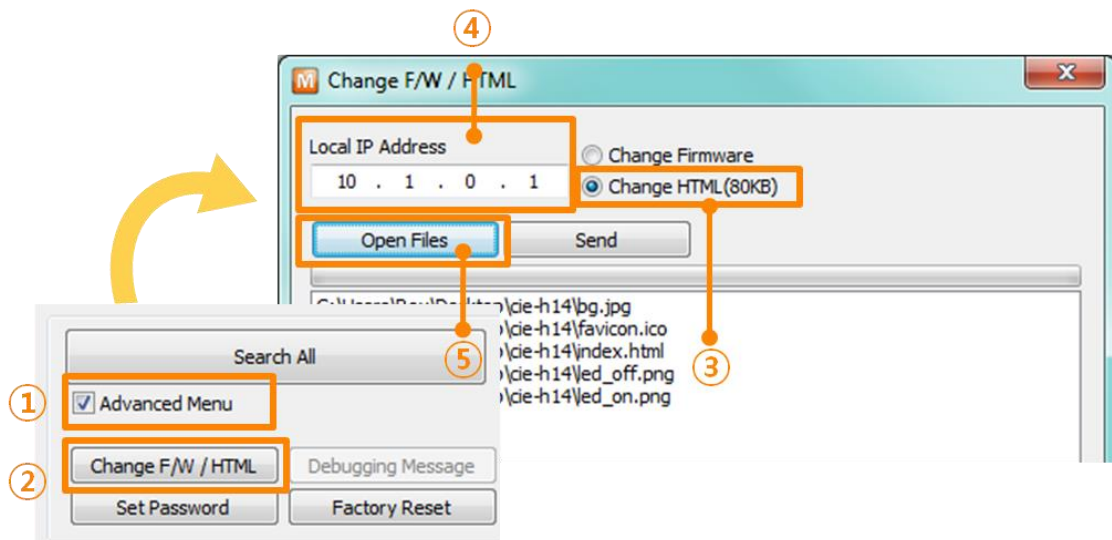 ④
M Change F/W / HTML
x
Local IP Address
10 . 1 . 0 . 1
Change Firmware
Change HTML(80KB)
Open Files
Send
\cie-h14\bg.jpg
\cie-h14\favicon.ico
\cie-h14\index.html
\cie-h14\led_off.png
\cie-h14\led_on.png
⑤
③
Search All
①
Advanced Menu
②
Change F/W / HTML
Debugging Message
Set Password
Factory Reset